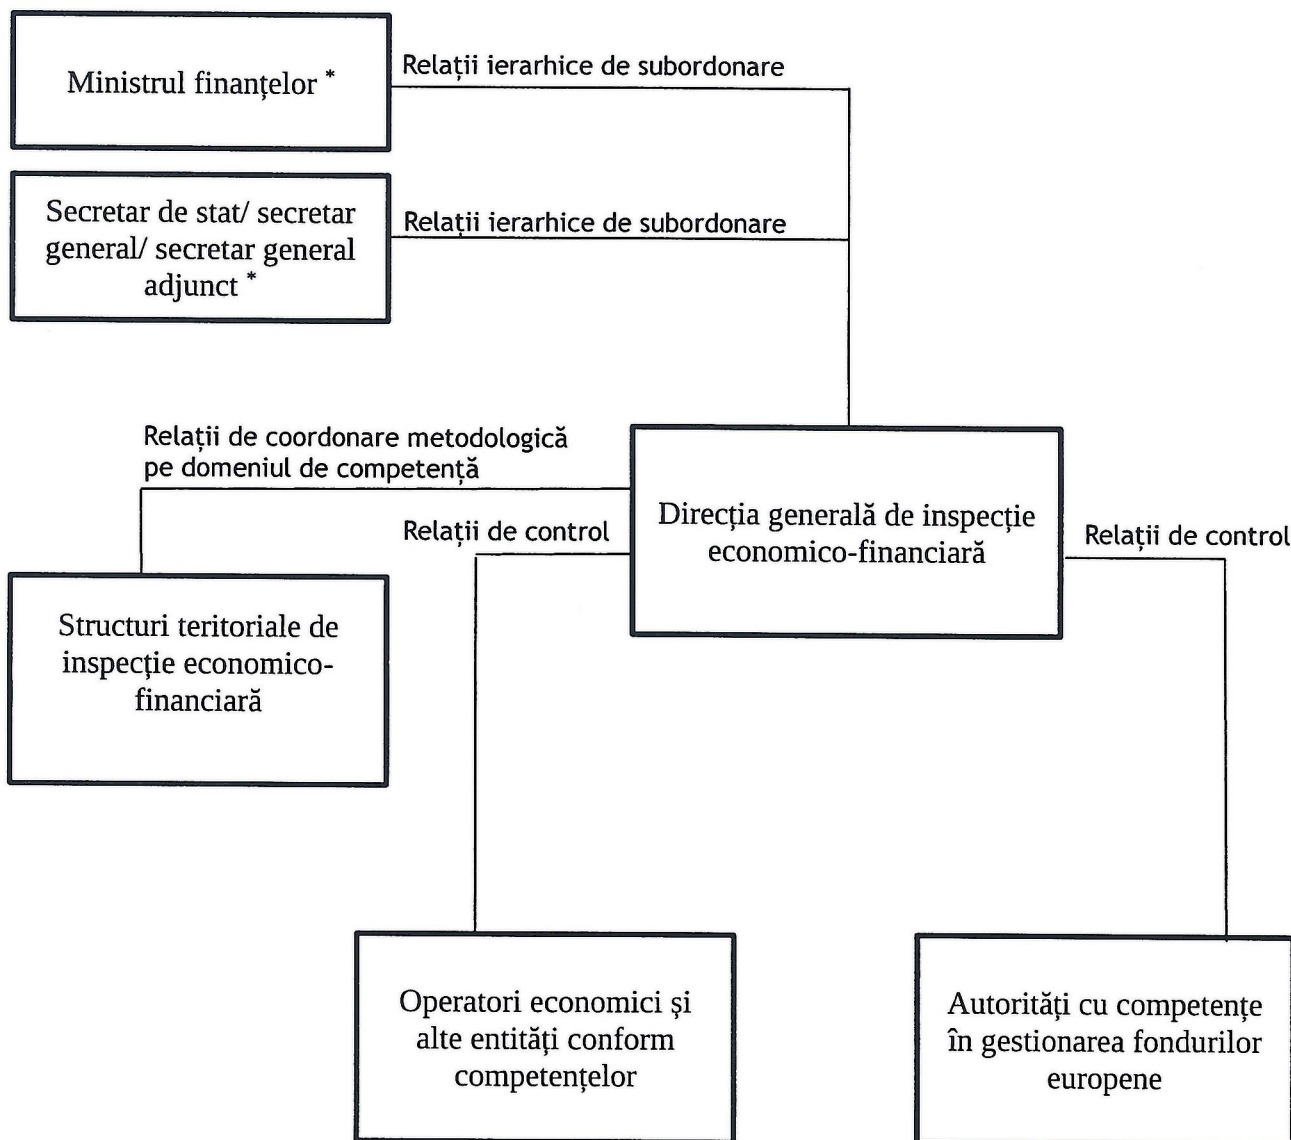 Ministrul finanțelor *
Relații ierarhice de subordonare
Secretar de stat/ secretar
general/ secretar general
adjunct *
Relații ierarhice de subordonare
Relații de coordonare metodologică
pe domeniul de competență
Relații de control
Direcția generală de inspecție
economico-financiară
Relații de control
Structuri teritoriale de
inspecție economico-
financiară
Operatori economici și
alte entități conform
competențelor
Autorități cu competențe
în gestionarea fondurilor
europene